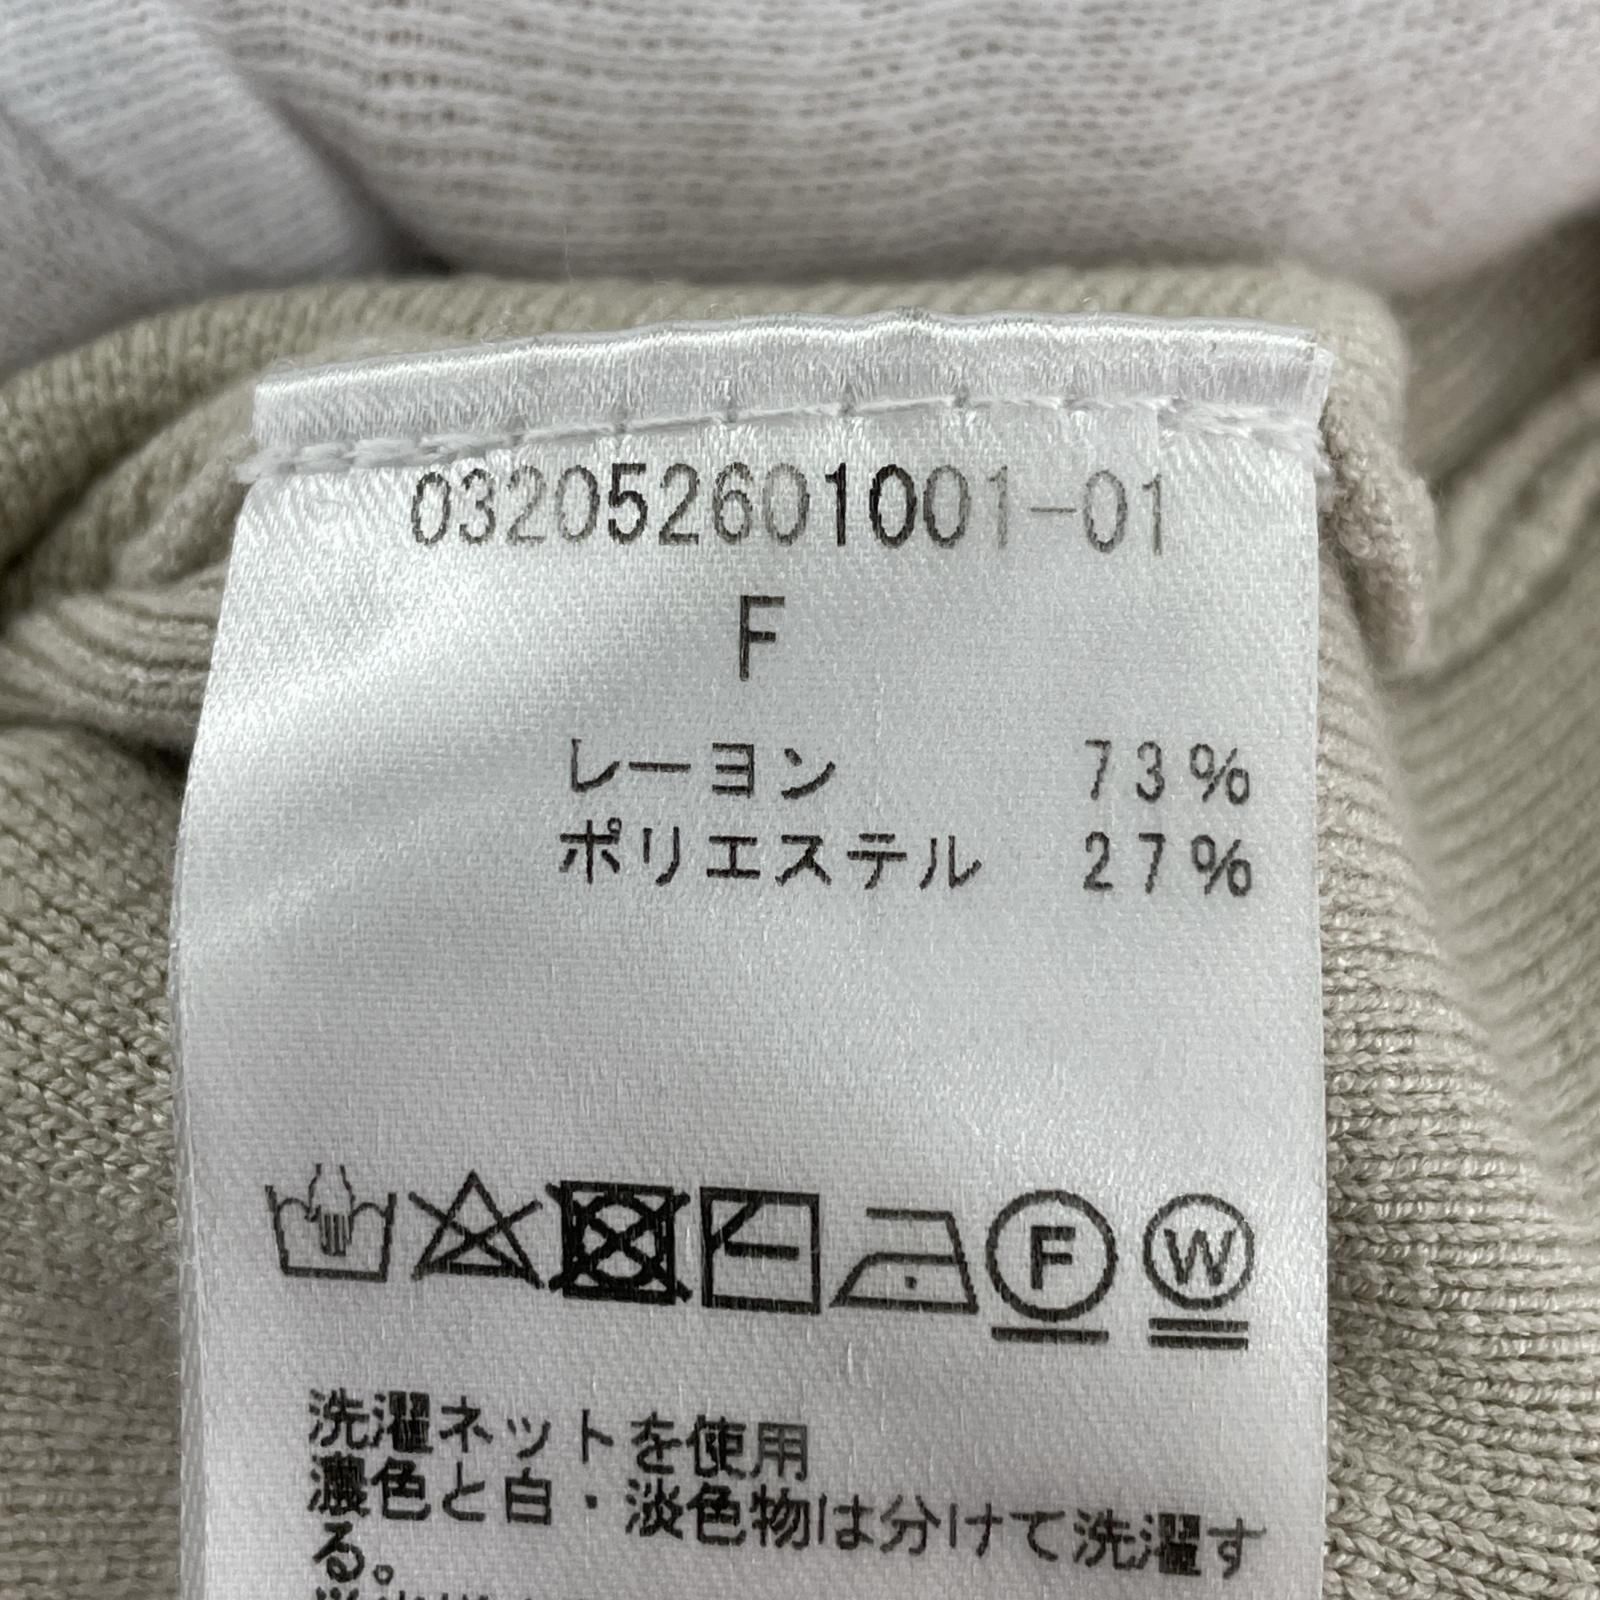 032052601001-01
F
レーヨン 73%
ポリエステル 27%
F W
洗濯ネットを使用
濃色と白・淡色物は分けて洗濯す
る。